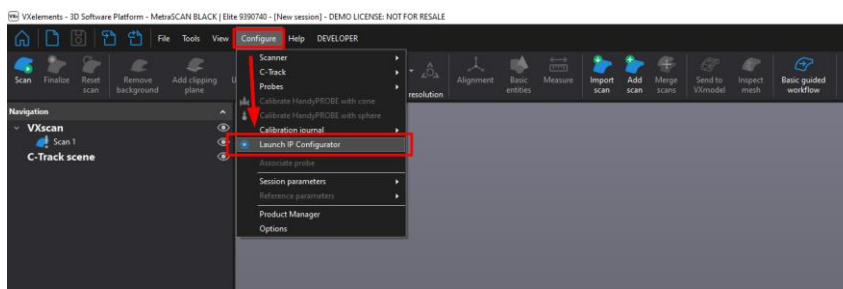 VXelements - 3D Software Platform - MetraSCAN BLACK | Elite 9390740 - [New session] - DEMO LICENSE: NOT FOR RESALE
File Tools View Configure Help DEVELOPER
Scan Finalize Reset scan Remove background Add clipping plane resolution Alignment Basic entities Measure Import scan Add scan Merge scans Send to VXmodel Inspect mesh Basic guided workflow
Navigation
VXscan
Scan 1
C-Track scene
Scanner
C-Track
Probes
Calibrate HandyPROBE with cone
Calibrate HandyPROBE with sphere
Calibration journal
Launch IP Configurator
Associate probe
Session parameters
Reference parameters
Product Manager
Options